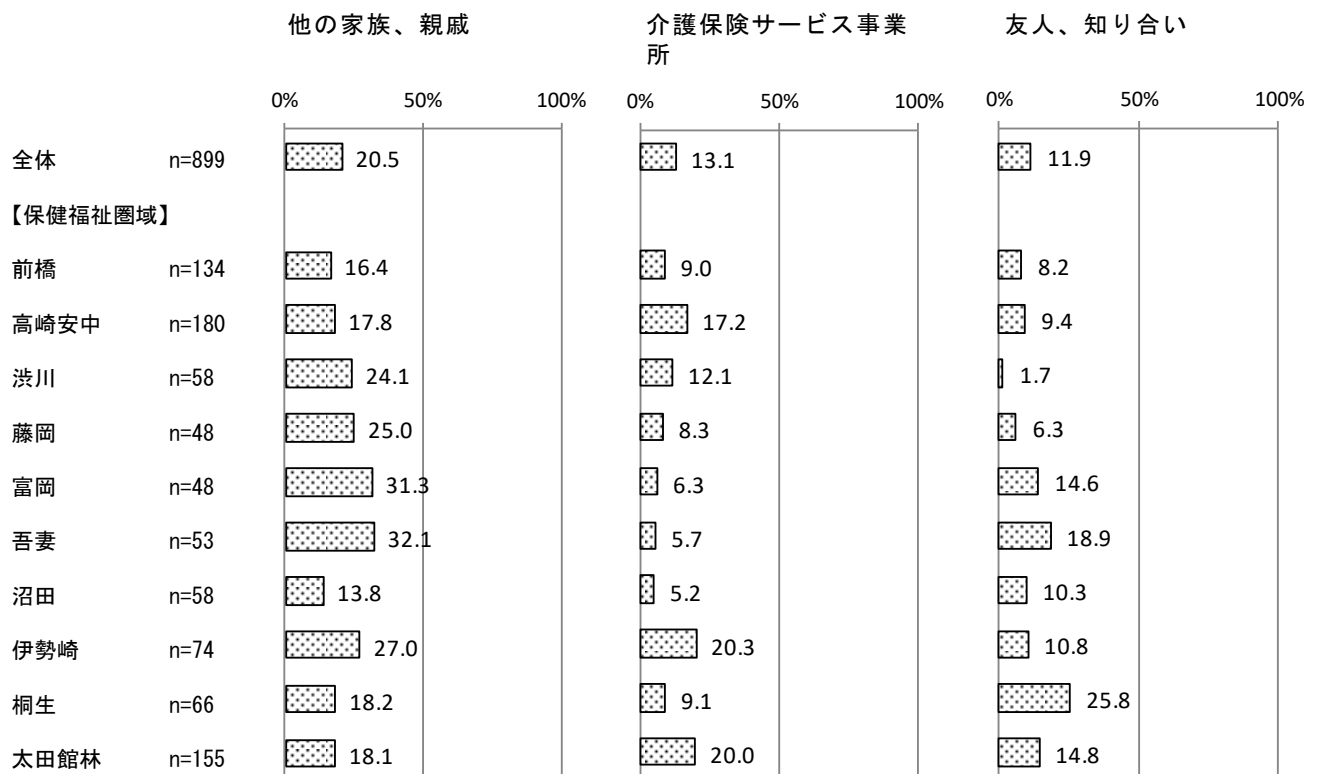 他の家族、親戚
介護保険サービス事業
所
友人、知り合い
0% 50% 100% 0% 50% 100% 0% 50% 100%
全体 n=899 20.5 13.1 11.9
【保健福祉圏域】
前橋 n=134 16.4 9.0 8.2
高崎安中 n=180 17.8 17.2 9.4
渋川 n=58 24.1 12.1 1.7
藤岡 n=48 25.0 8.3 6.3
富岡 n=48 31.3 6.3 14.6
吾妻 n=53 32.1 5.7 18.9
沼田 n=58 13.8 5.2 10.3
伊勢崎 n=74 27.0 20.3 10.8
桐生 n=66 18.2 9.1 25.8
太田館林 n=155 18.1 20.0 14.8